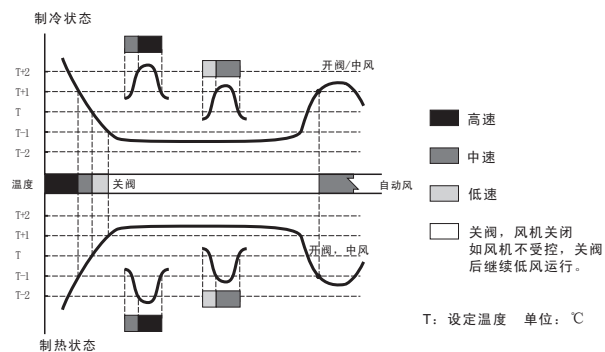 制冷状态
T+2
开阀/中风
T+1
T
T-1
T-2
高速
中速
温度
关阀
自动风
低速
T+2
T+1
T
开阀，中风
T-1
T-2
制热状态
关阀，风机关闭
如风机不受控，关阀
后继续低风运行。
T：设定温度 单位：℃